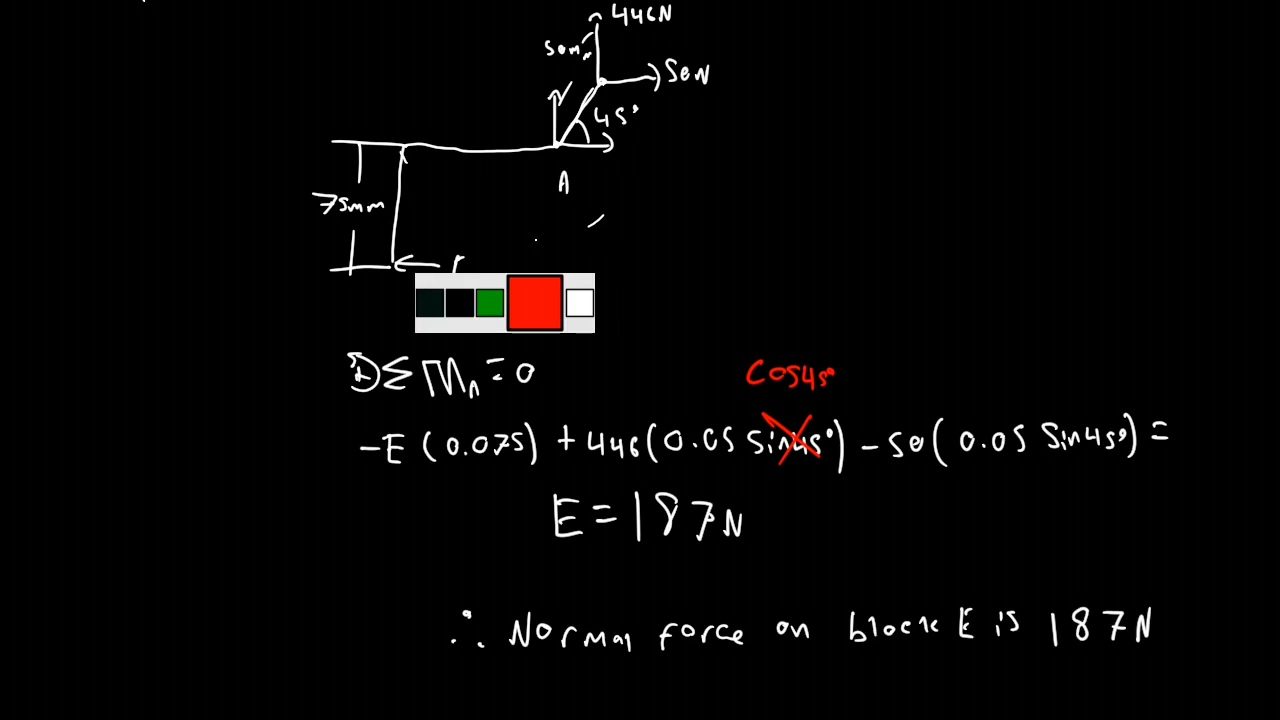 446N
50mm
50N
45°
A
75mm
ΣM_A = 0
cos45°
-E(0.075) + 446(0.05 sin45°) - 50(0.05 sin45°) =
E = 187N
∴ Normal force on block E is 187N